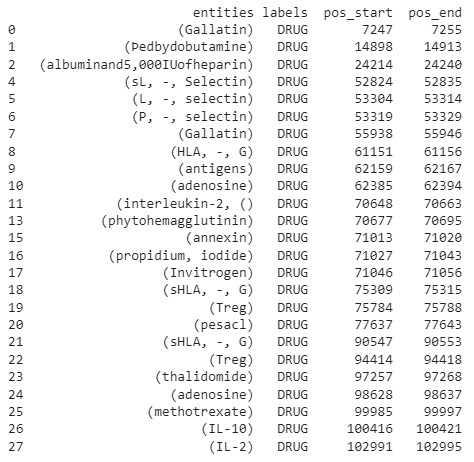 entities labels pos_start pos_end
0 (Gallatin) DRUG 7247 7255
1 (Þedbydobutamine) DRUG 14898 14913
2 (albuminand5,000IUofheparin) DRUG 24214 24240
4 (sL, -, Selectin) DRUG 52824 52835
5 (L, -, selectin) DRUG 53304 53314
6 (P, -, selectin) DRUG 53319 53329
7 (Gallatin) DRUG 55938 55946
8 (HLA, -, G) DRUG 61151 61156
9 (antigens) DRUG 62159 62167
10 (adenosine) DRUG 62385 62394
11 (interleukin-2, () DRUG 70648 70663
13 (phytohemagglutinin) DRUG 70677 70695
15 (annexin) DRUG 71013 71020
16 (propidium, iodide) DRUG 71027 71043
17 (Invitrogen) DRUG 71046 71056
18 (sHLA, -, G) DRUG 75309 75315
19 (Treg) DRUG 75784 75788
20 (pesacl) DRUG 77637 77643
21 (sHLA, -, G) DRUG 90547 90553
22 (Treg) DRUG 94414 94418
23 (thalidomide) DRUG 97257 97268
24 (adenosine) DRUG 98628 98637
25 (methotrexate) DRUG 99985 99997
26 (IL-10) DRUG 100416 100421
27 (IL-2) DRUG 102991 102995